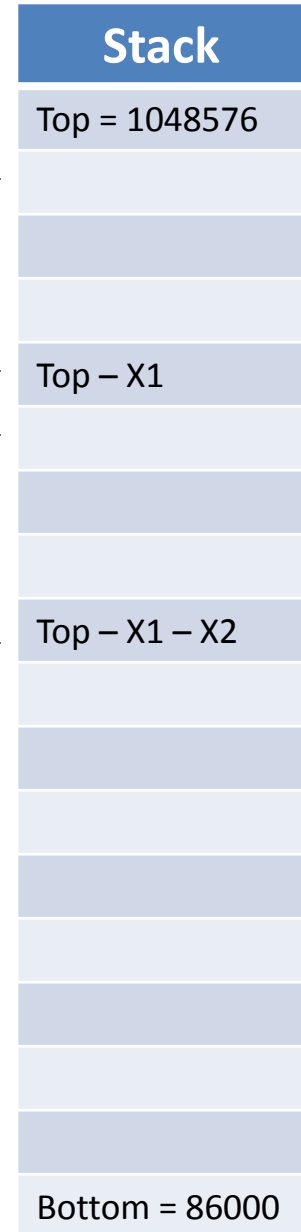 Stack
Top = 1048576
Top – X1
Top – X1 – X2
Bottom = 86000